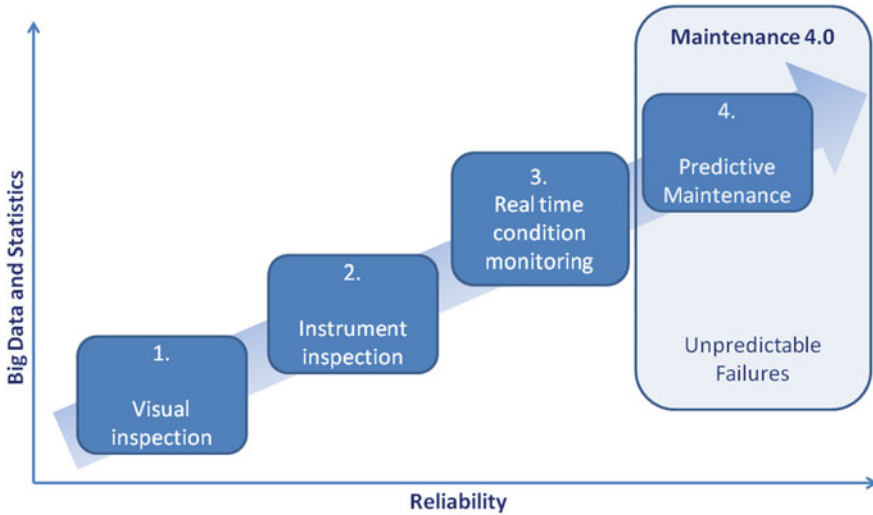 Maintenance 4.0
4.
Predictive
Maintenance
3.
Real time
condition
monitoring
2.
Instrument
inspection
1.
Visual
inspection
Unpredictable
Failures
Big Data and Statistics
Reliability